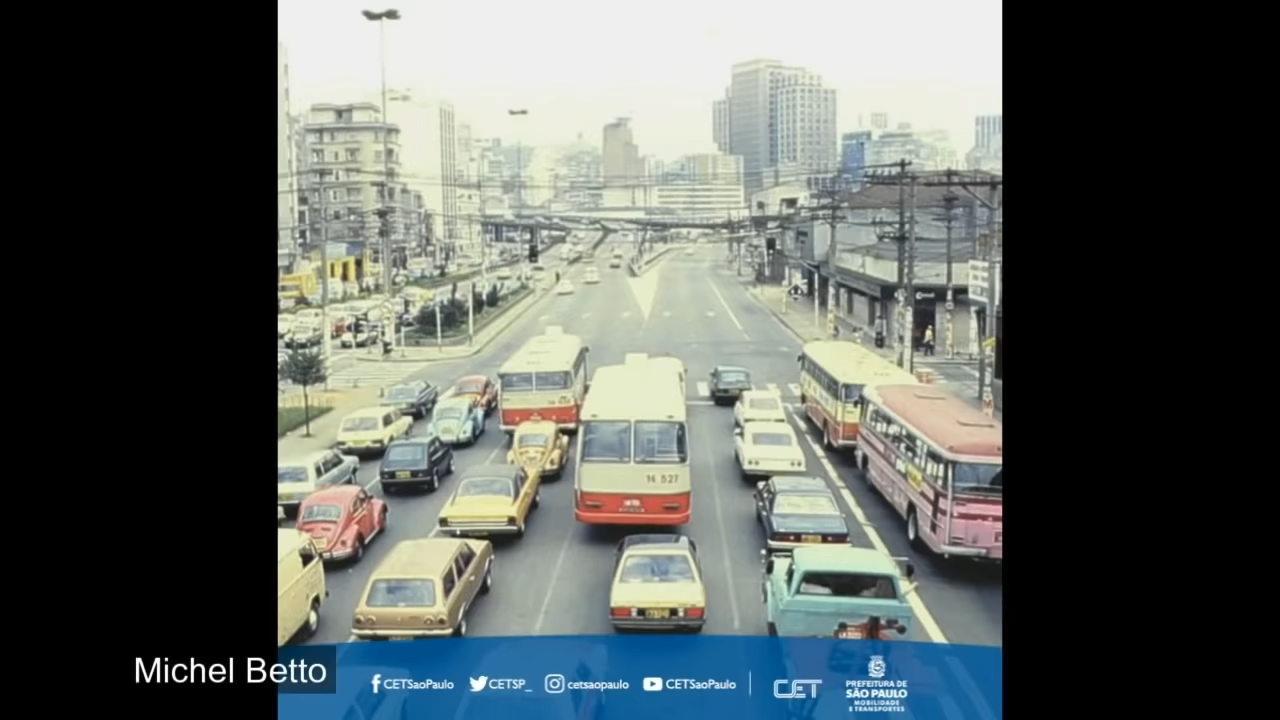 14 527
Michel Betto
CETSaoPaulo
CETSP_
cetsaopaulo
CETSaoPaulo
CET
PREFEITURA DE
SÃO PAULO
MOBILIDADE
E TRANSPORTES